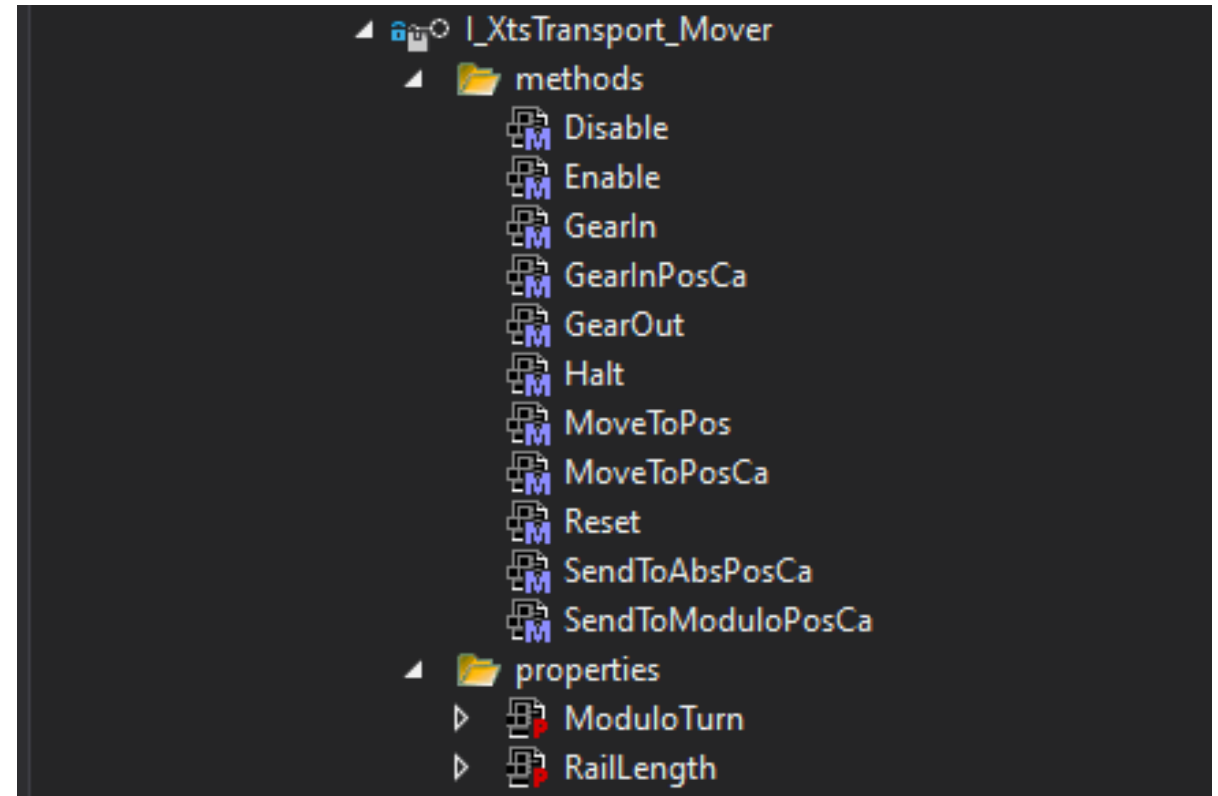 I_XtsTransport_Mover
methods
Disable
Enable
GearIn
GearInPosCa
GearOut
Halt
MoveToPos
MoveToPosCa
Reset
SendToAbsPosCa
SendToModuloPosCa
properties
ModuloTurn
RailLength